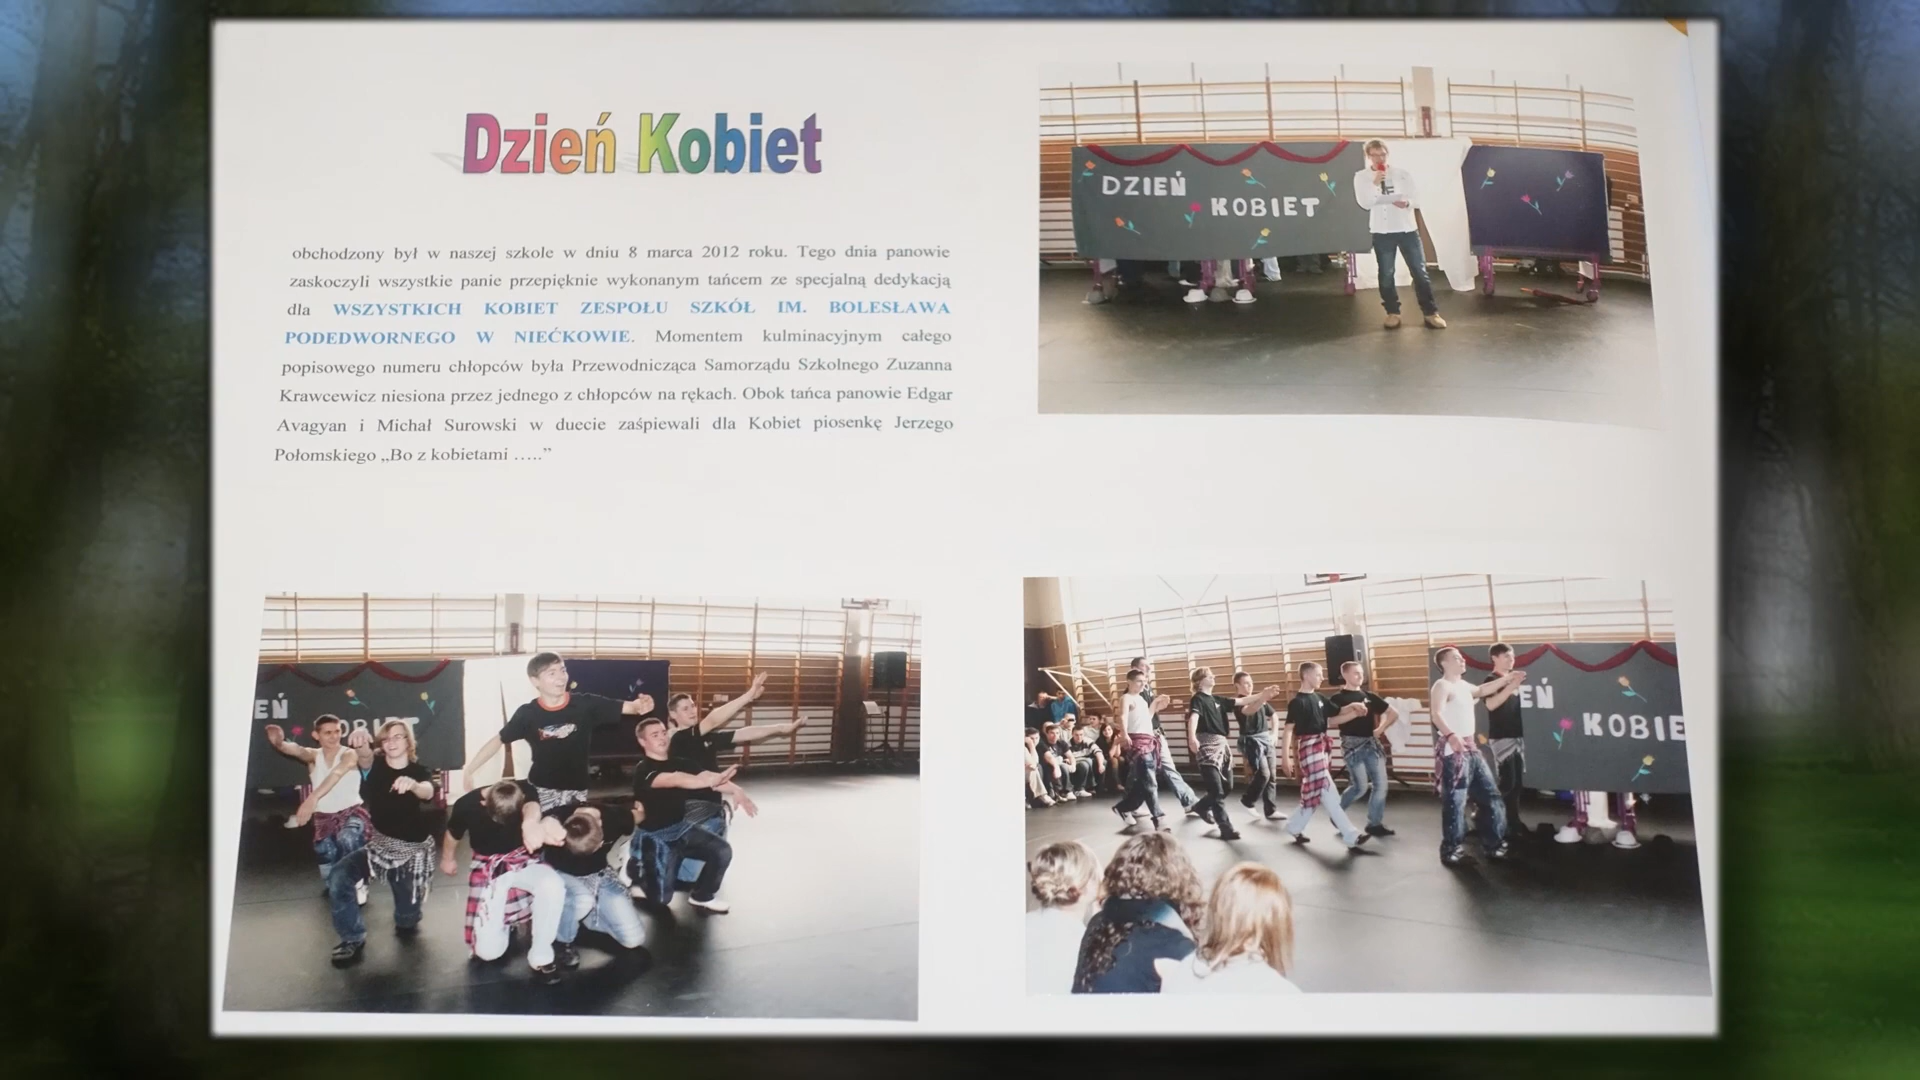 Dzień Kobiet
obchodzony był w naszej szkole w dniu 8 marca 2012 roku. Tego dnia panowie
zaskoczyli wszystkie panie przepięknie wykonanym tańcem ze specjalną dedykacją
dla WSZYSTKICH KOBIET ZESPOŁU SZKÓŁ IM. BOLESŁAWA
PODEDWORNEGO W NIEĆKOWIE. Momentem kulminacyjnym całego
popisowego numeru chłopców była Przewodnicząca Samorządu Szkolnego Zuzanna
Krawcewicz niesiona przez jednego z chłopców na rękach. Obok tańca panowie Edgar
Avagyan i Michał Surowski w duecie zaśpiewali dla Kobiet piosenkę Jerzego
Połomskiego „Bo z kobietami …..”
DZIEŃ
KOBIET
EŃ
KOBIET
EŃ
KOBIE